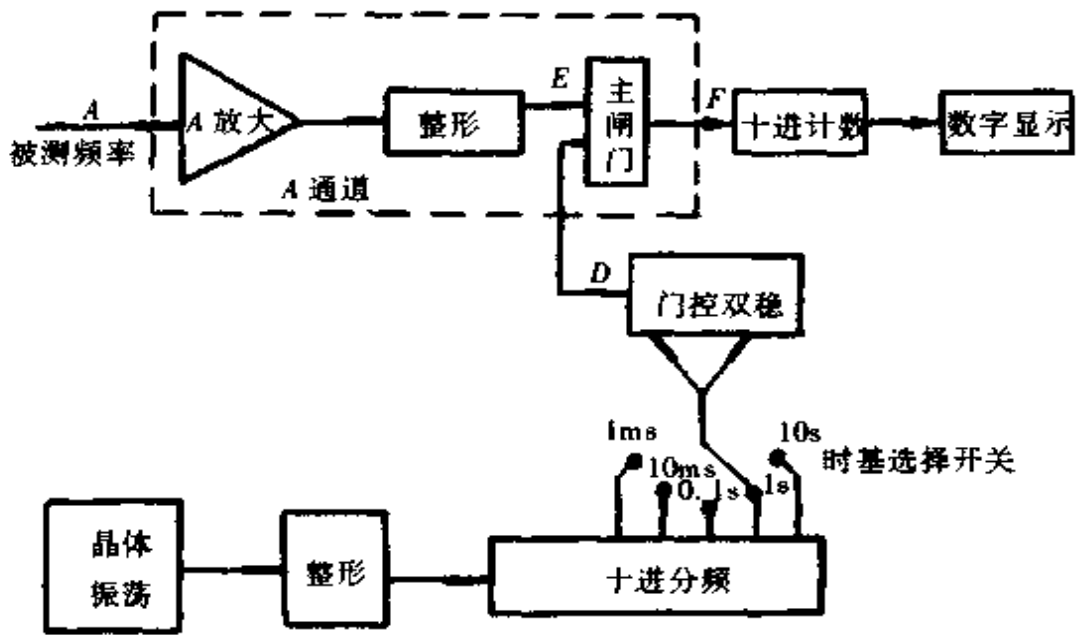 A
被测频率
A 放大
整形
E
主闸门
F
十进计数
数字显示
A 通道
D
门控双稳
1ms
10ms
0.1s
1s
10s
时基选择开关
晶体
振荡
整形
十进分频